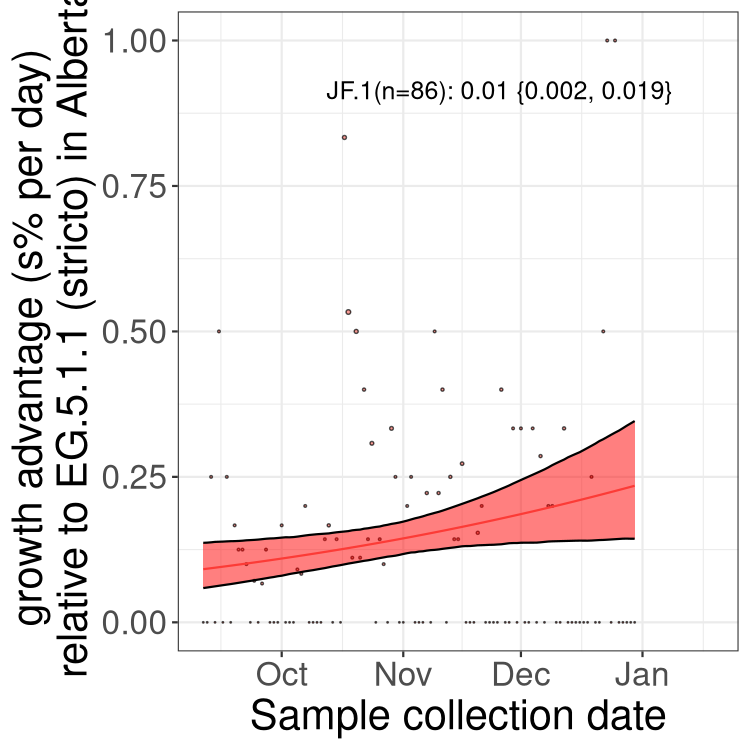 growth advantage (s% per day)
relative to EG.5.1.1 (stricto) in Alberta
1.00
0.75
0.50
0.25
0.00
JF.1(n=86): 0.01 {0.002, 0.019}
Oct Nov Dec Jan
Sample collection date